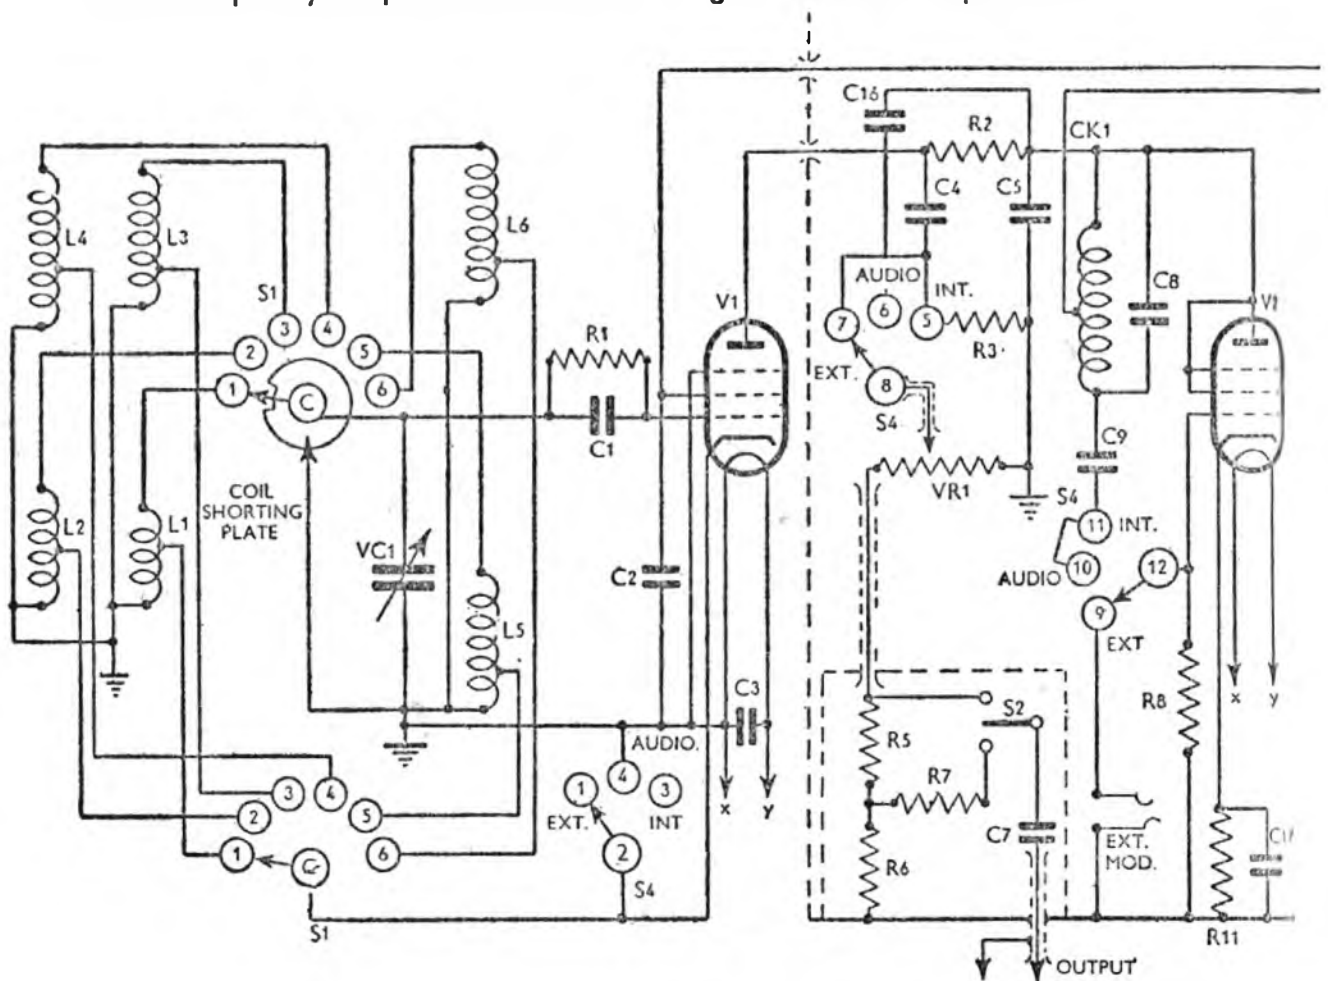 C16
R2
CK1
C4
C5
L4
L3
L6
C8
S1
AUDIO
INT.
V1
3
4
2
5
R1
7
6
5
R3
1
C
6
EXT.
8
S4
C1
C9
COIL
SHORTING
PLATE
VR1
S4
L2
L1
11
INT.
VC1
C2
10
12
AUDIO
9
L5
EXT
C3
S2
R8
x
y
AUDIO.
R5
4
R7
3
4
1
3
x
y
2
5
EXT.
INT
C7
EXT.
MOD.
1
C
6
2
R6
S4
S1
R11
OUTPUT